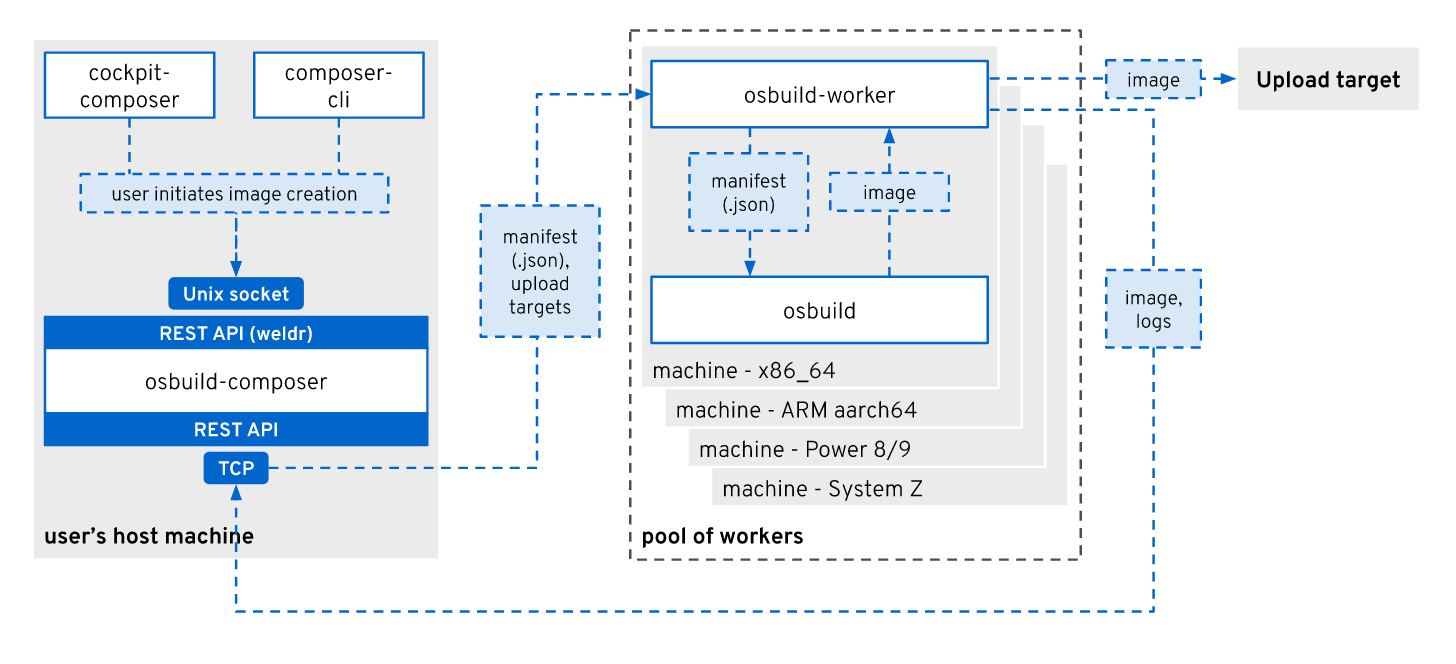 cockpit-
composer
composer-
cli
user initiates image creation
Unix socket
REST API (weldr)
osbuild-composer
REST API
TCP
user's host machine
manifest
(.json),
upload
targets
osbuild-worker
manifest
(.json)
image
osbuild
machine - x86_64
machine - ARM aarch64
machine - Power 8/9
machine - System Z
pool of workers
image
Upload target
image,
logs